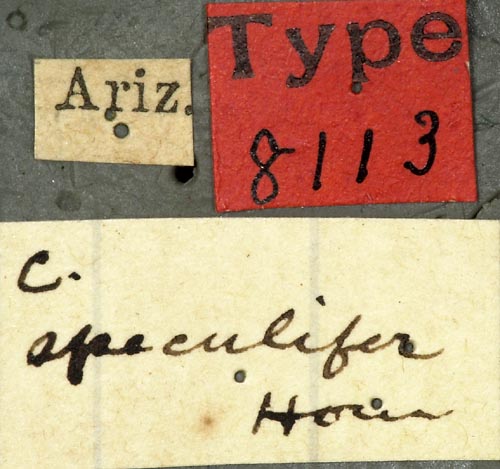 Ariz.
Type
8113
C.
speculifer
Horn